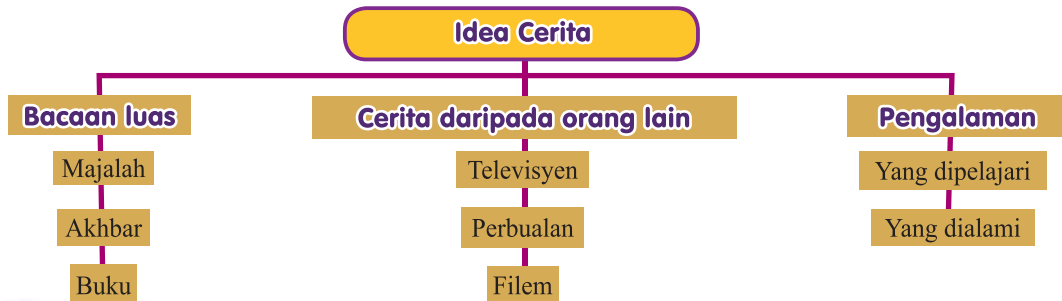 Idea Cerita
Bacaan luas
Majalah
Akhbar
Buku
Cerita daripada orang lain
Televisyen
Perbualan
Filem
Pengalaman
Yang dipelajari
Yang dialami